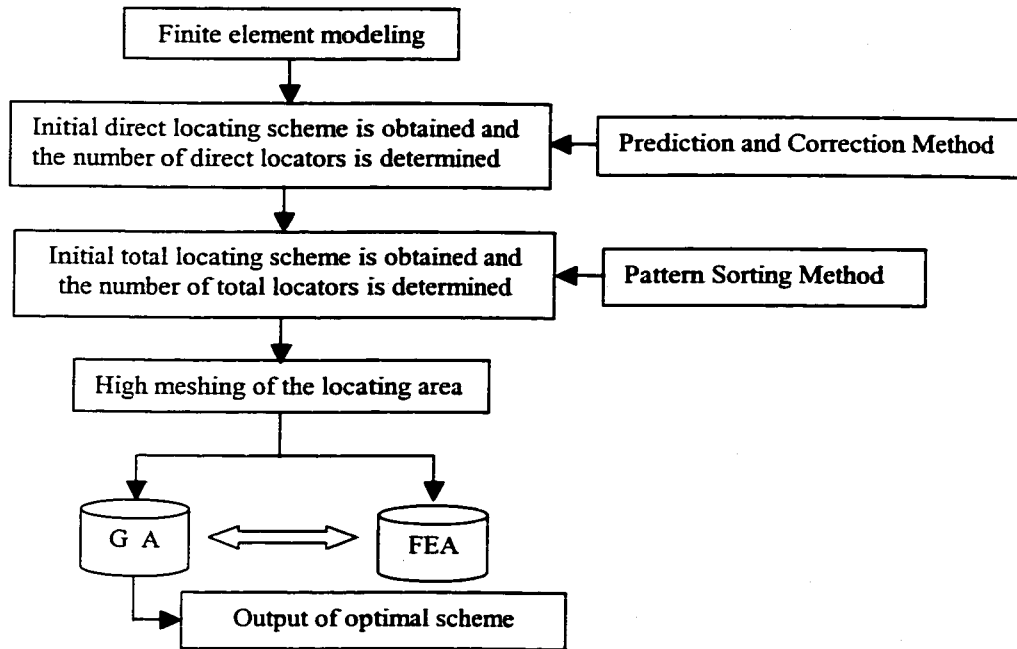 Finite element modeling
Initial direct locating scheme is obtained and
the number of direct locators is determined
Prediction and Correction Method
Initial total locating scheme is obtained and
the number of total locators is determined
Pattern Sorting Method
High meshing of the locating area
G A
FEA
Output of optimal scheme